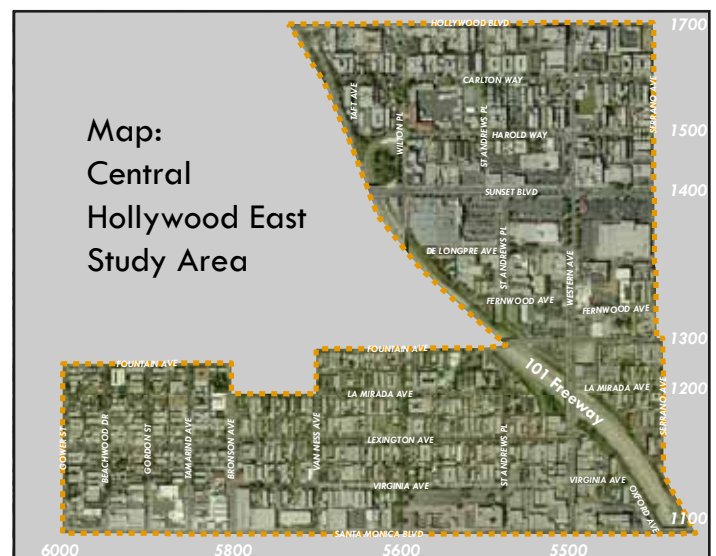 HOLLYWOOD BLVD
1700
Map:
Central
Hollywood East
Study Area
TAFT AVE
WILTON PL
CARLTON WAY
ST ANDREWS PL
SERRANO AVE
HAROLD WAY
1500
SUNSET BLVD
1400
DE LONGPRE AVE
ST ANDREWS PL
WESTERN AVE
FERNWOOD AVE
FERNWOOD AVE
1300
FOUNTAIN AVE
FOUNTAIN AVE
101 Freeway
LA MIRADA AVE
LA MIRADA AVE
1200
SERRANO AVE
GOWER ST
BEACHWOOD DR
GORDON ST
TAMARIND AVE
BRONSON AVE
VAN NESS AVE
LEXINGTON AVE
ST ANDREWS PL
VIRGINIA AVE
VIRGINIA AVE
OXFORD AVE
1100
SANTA MONICA BLVD
6000
5800
5600
5500